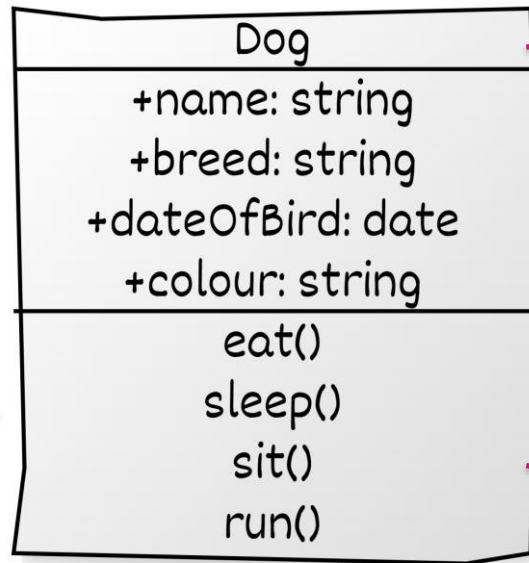 Dog
+name: string
+breed: string
+dateOfBird: date
+colour: string
eat()
sleep()
sit()
run()